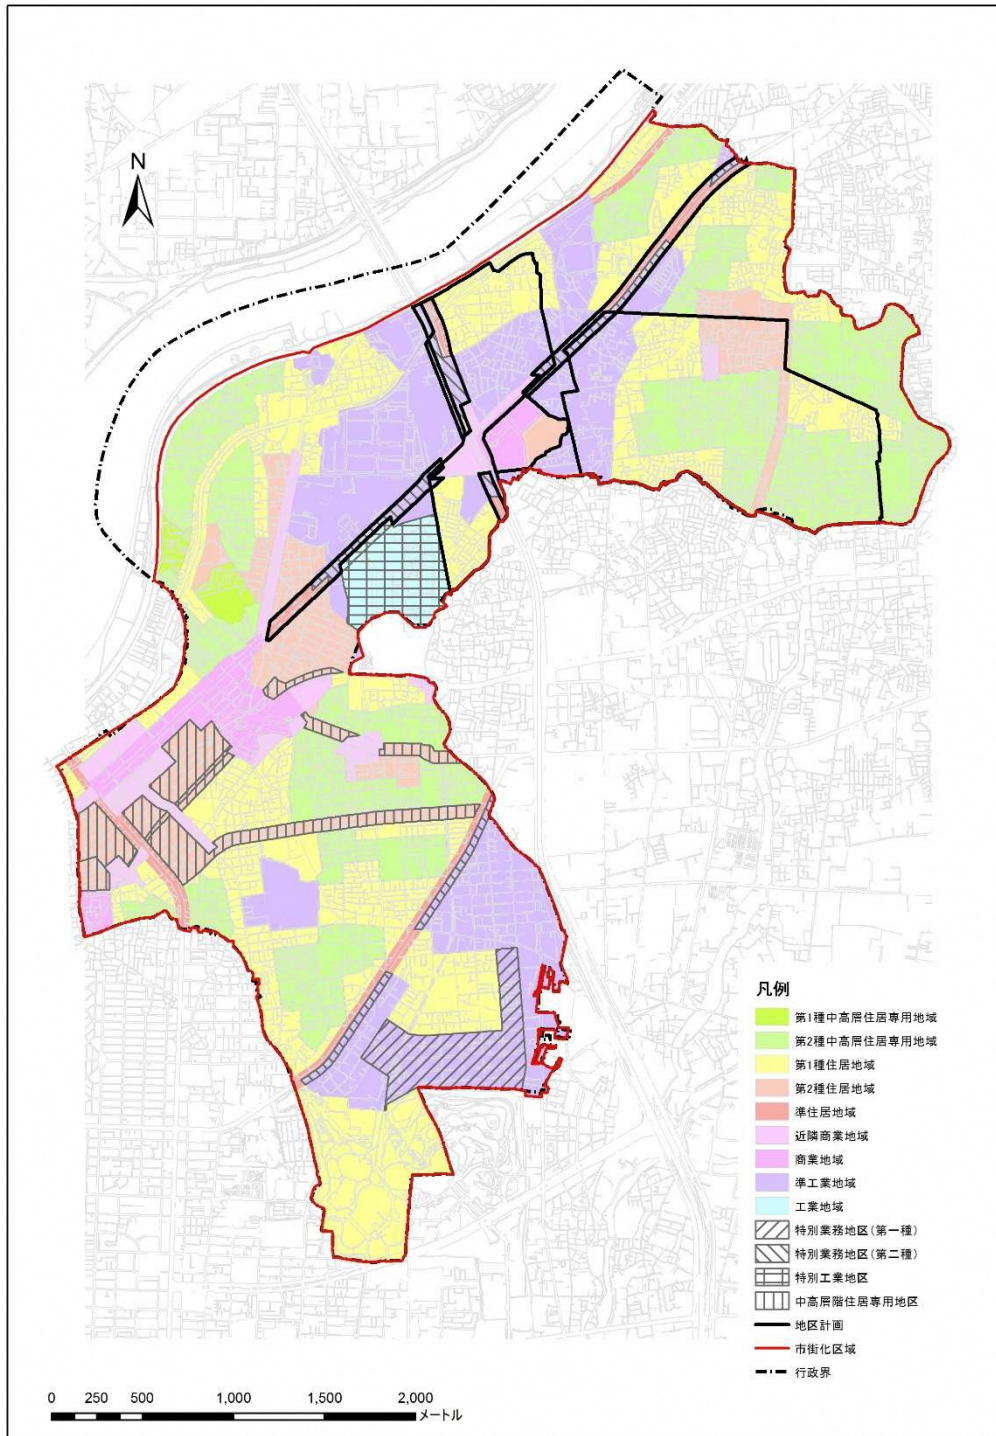 N
凡例
第1種中高層住居専用地域
第2種中高層住居専用地域
第1種住居地域
第2種住居地域
準住居地域
近隣商業地域
商業地域
準工業地域
工業地域
特別業務地区(第一種)
特別業務地区(第二種)
特別工業地区
中高層階住居専用地区
地区計画
市街化区域
行政界
0 250 500 1,000 1,500 2,000
メートル